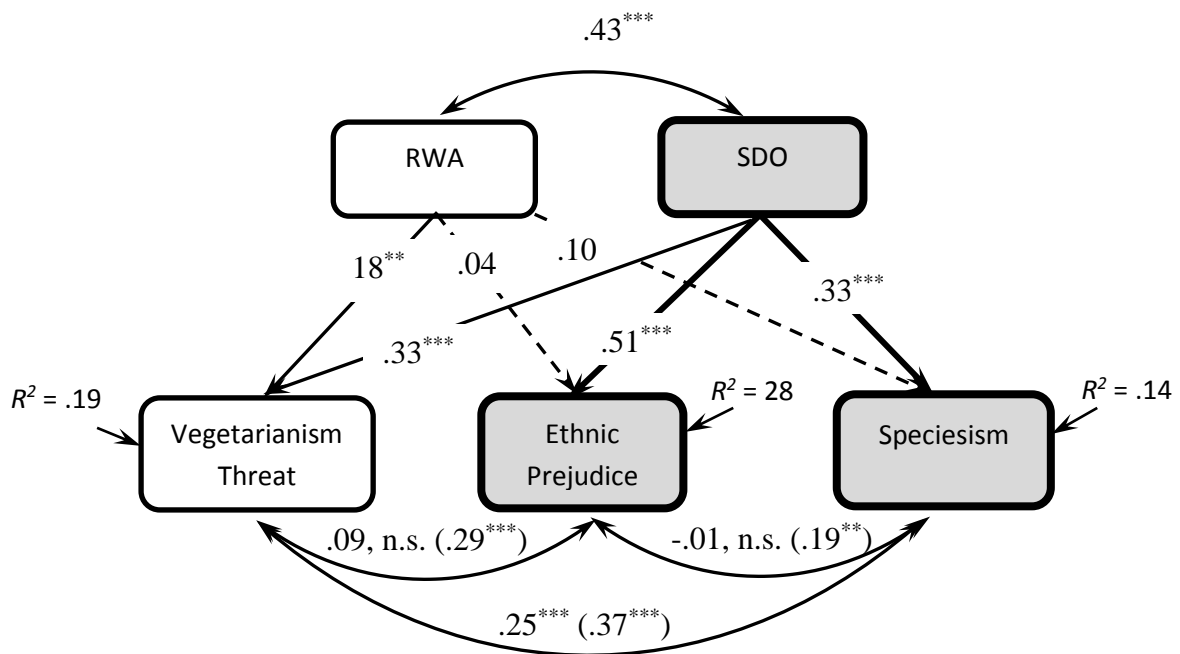 .43***
RWA
SDO
18**
.04
.10
.33***
.33***
.51***
R² = .19
R² = 28
R² = .14
Vegetarianism
Threat
Ethnic
Prejudice
Speciesism
.09, n.s. (.29***)
-.01, n.s. (.19**)
.25*** (.37***)